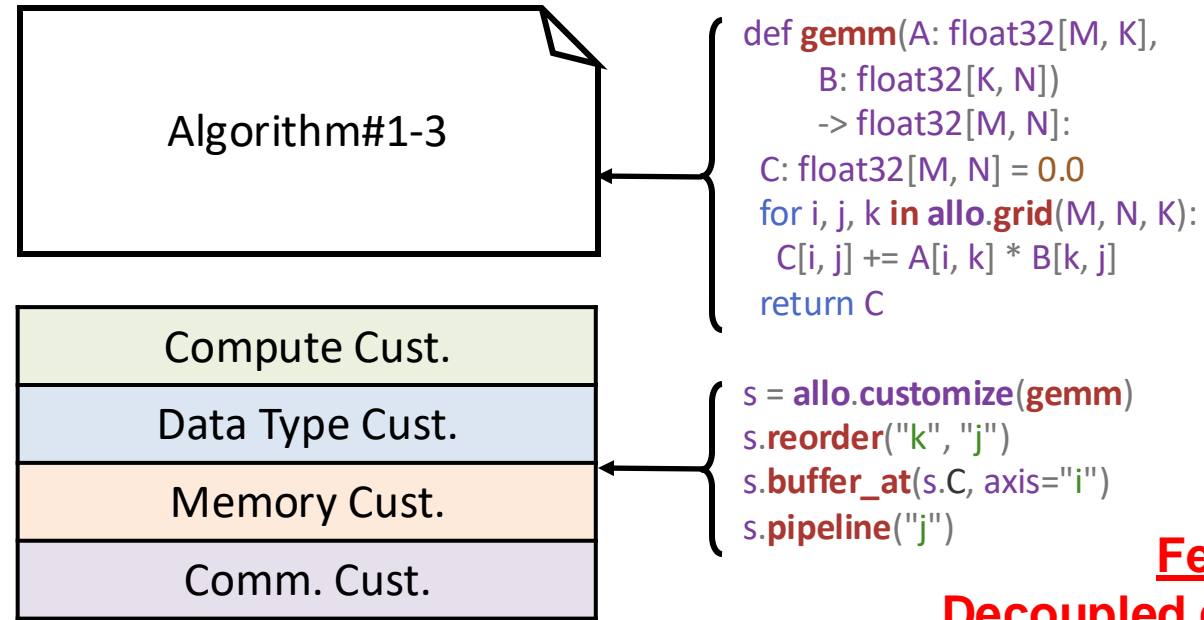 Algorithm#1-3
def gemm(A: float32[M, K],
B: float32[K, N])
-> float32[M, N]:
C: float32[M, N] = 0.0
for i, j, k in allo.grid(M, N, K):
C[i, j] += A[i, k] * B[k, j]
return C
Compute Cust.
Data Type Cust.
Memory Cust.
Comm. Cust.
s = allo.customize(gemm)
s.reorder("k", "j")
s.buffer_at(s.C, axis="i")
s.pipeline("j")
Decoupled